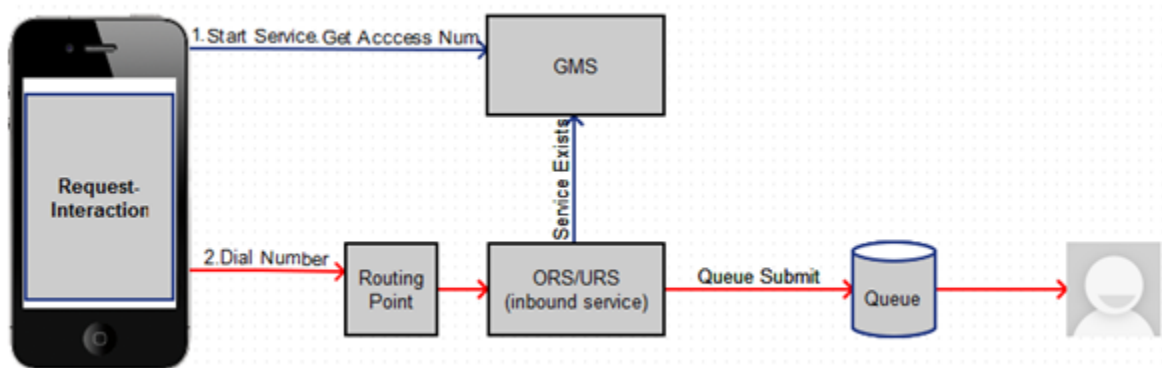 1.Start Service.Get Acccess Num
GMS
Service Exists
Request-
Interaction
2.Dial Number
Routing
Point
ORS/URS
(inbound service)
Queue Submit
Queue